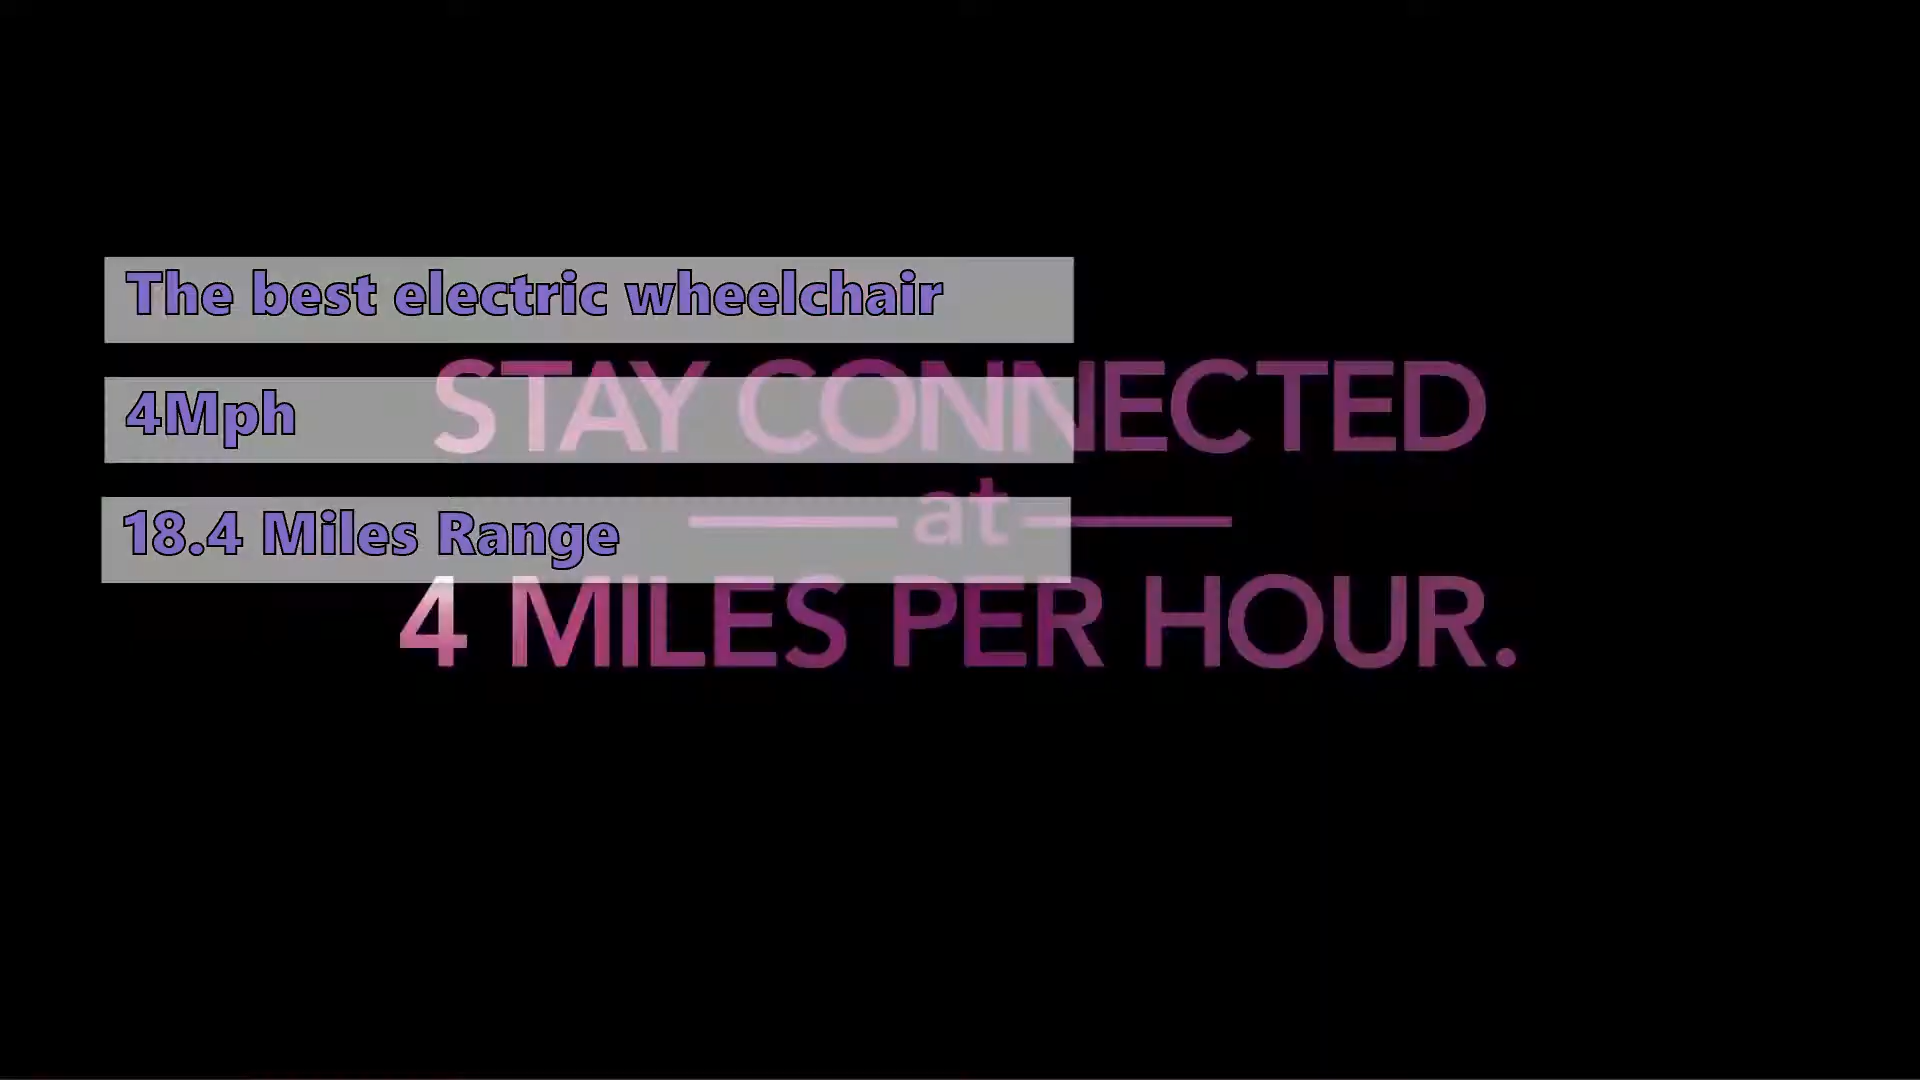 The best electric wheelchair
STAY CONNECTED
4Mph
at
18.4 Miles Range
4 MILES PER HOUR.